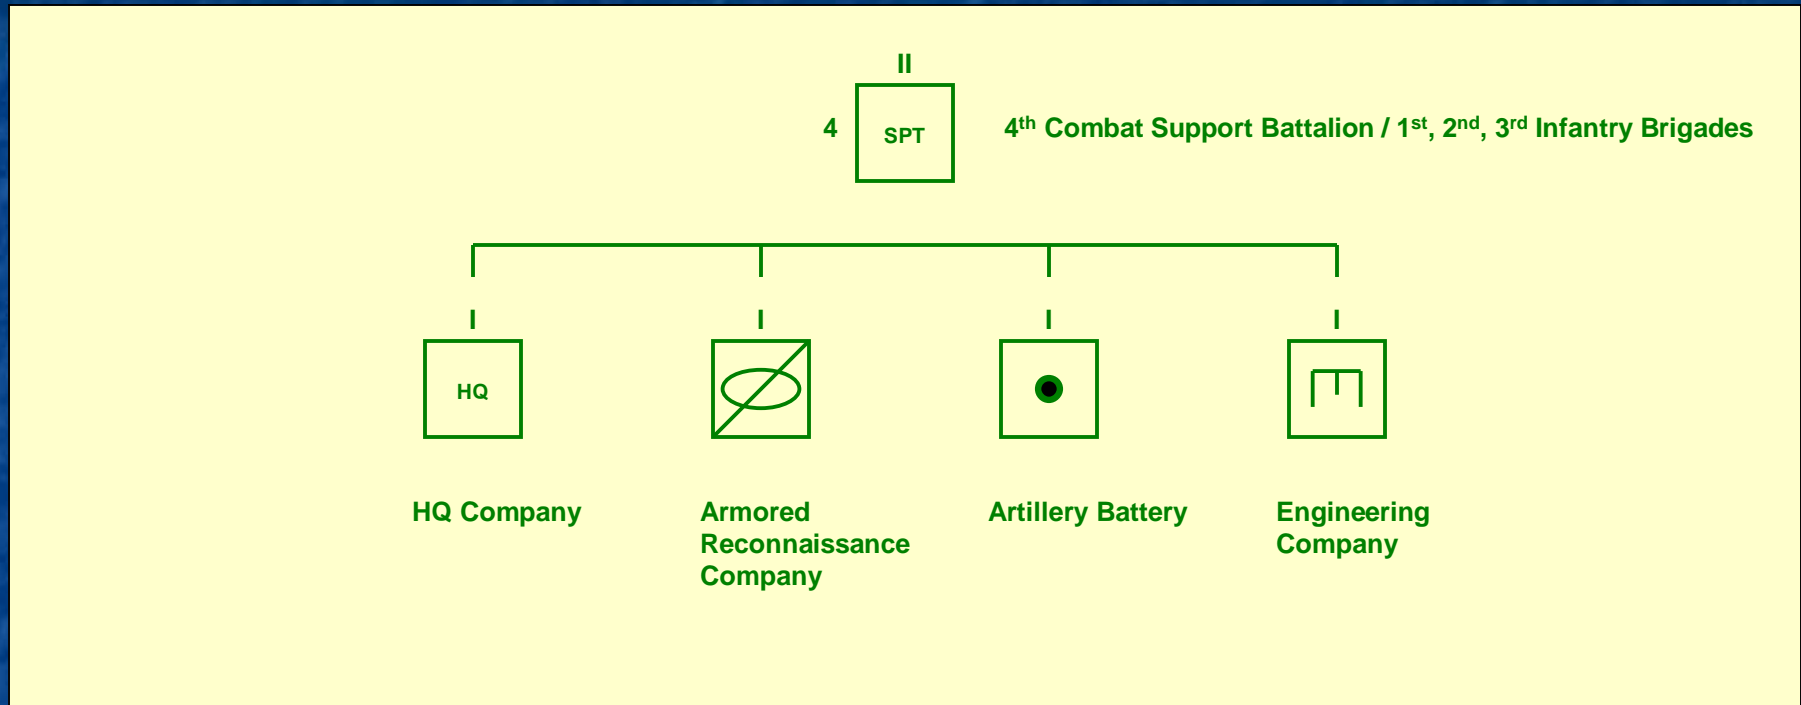 II
4 SPT 4th Combat Support Battalion / 1st, 2nd, 3rd Infantry Brigades
I I I I
HQ
HQ Company
Armored
Reconnaissance
Company
Artillery Battery
Engineering
Company